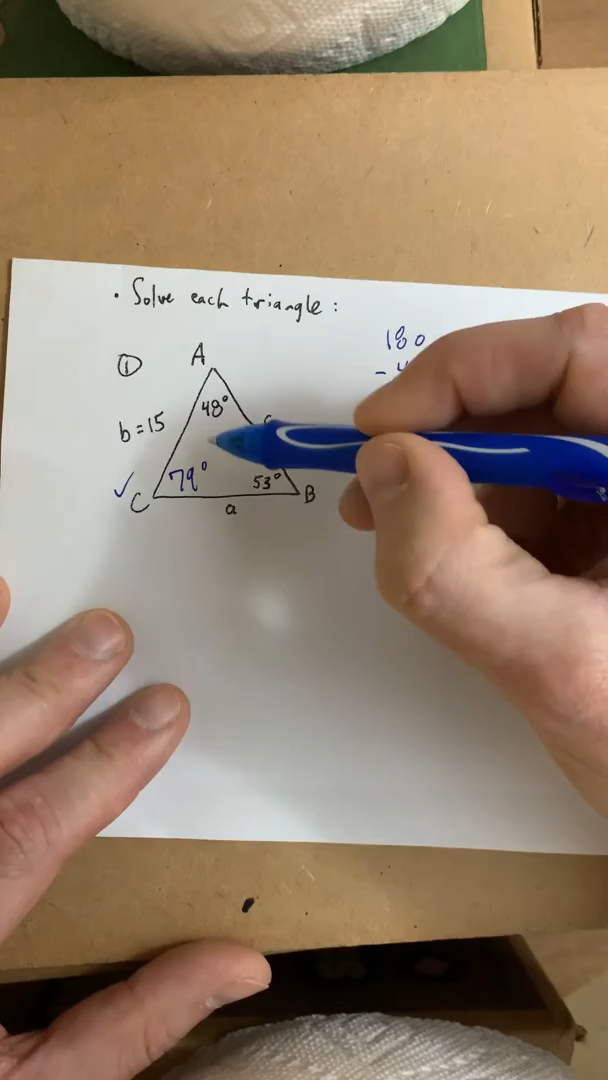 • Solve each triangle:
① A
180
-
48°
b=15
79° 53°
✓ C B
a